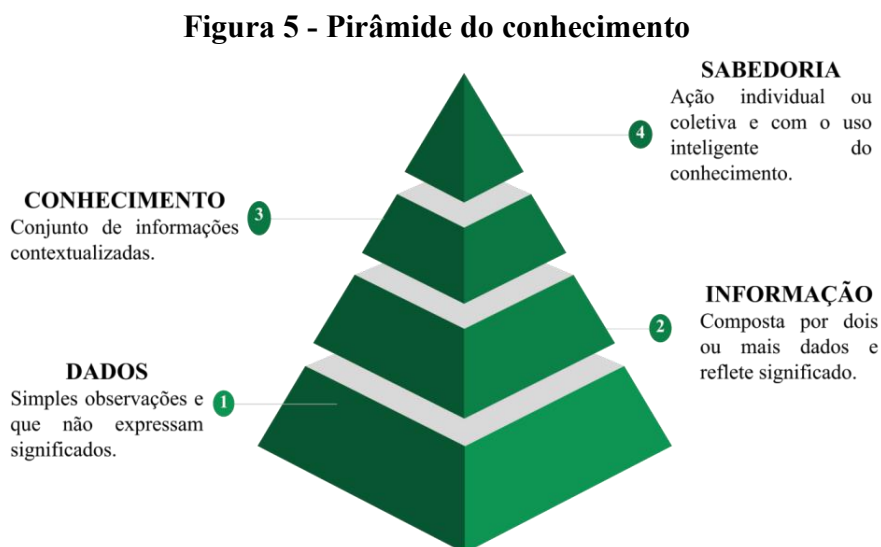 Figura 5 - Pirâmide do conhecimento
SABEDORIA
Ação individual ou
coletiva e com o uso
inteligente do
conhecimento.
4
CONHECIMENTO
Conjunto de informações
contextualizadas.
3
INFORMAÇÃO
Composta por dois
ou mais dados e
reflete significado.
2
DADOS
Simples observações e
que não expressam
significados.
1